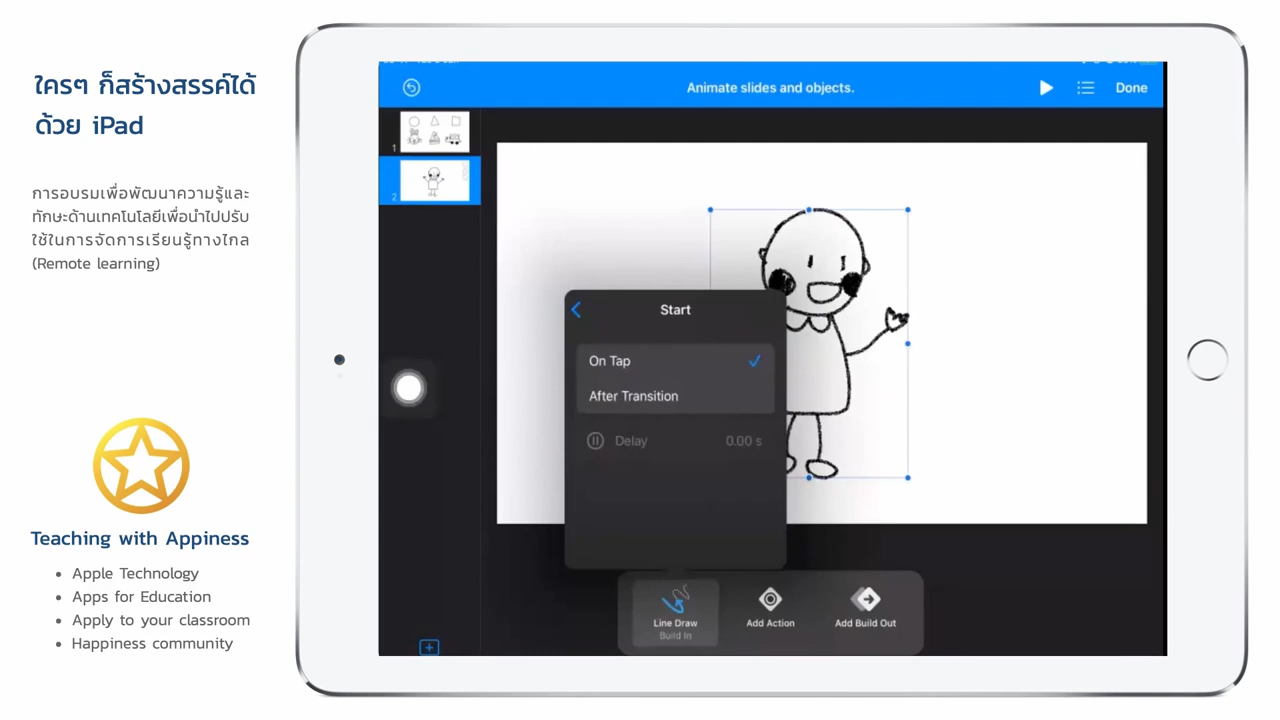 ใครๆ ก็สร้างสรรค์ได้
ด้วย iPad
การอบรมเพื่อพัฒนาความรู้และ
ทักษะด้านเทคโนโลยีเพื่อนำไปปรับ
ใช้ในการจัดการเรียนรู้ทางไกล
(Remote learning)
Teaching with Appiness
• Apple Technology
• Apps for Education
• Apply to your classroom
• Happiness community
Animate slides and objects.
Done
1
2
Start
On Tap
After Transition
Delay 0.00 s
Line Draw
Build In
Add Action
Add Build Out